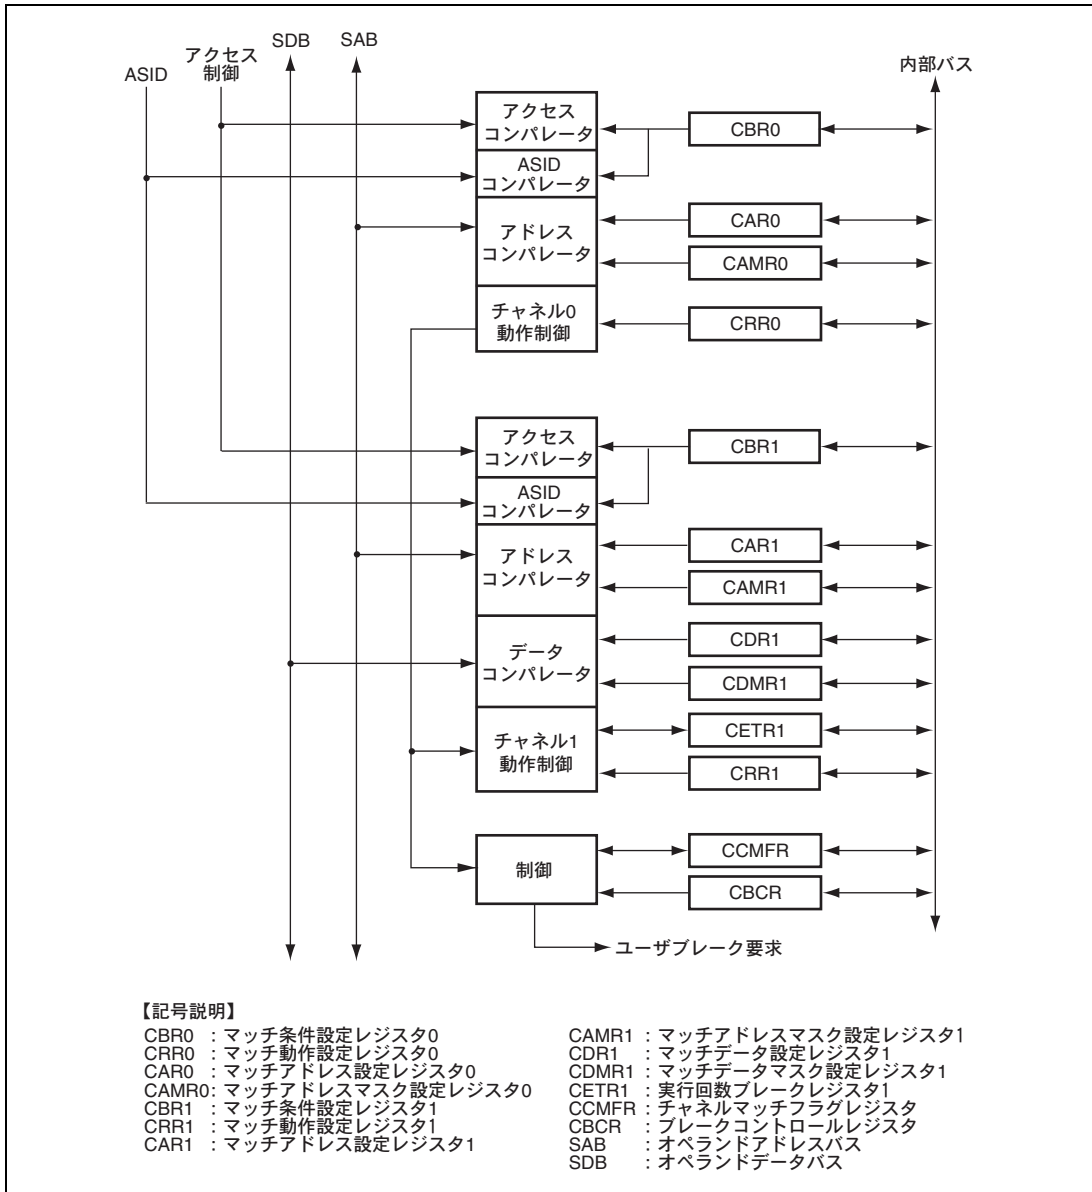 SDB
SAB
アクセス
制御
ASID
内部バス
アクセス
コンパレータ
CBR0
ASID
コンパレータ
アドレス
コンパレータ
CAR0
CAMR0
チャネル0
動作制御
CRR0
アクセス
コンパレータ
CBR1
ASID
コンパレータ
アドレス
コンパレータ
CAR1
CAMR1
データ
コンパレータ
CDR1
CDMR1
チャネル1
動作制御
CETR1
CRR1
制御
CCMFR
CBCR
ユーザブレーク要求
【記号説明】
CBR0 : マッチ条件設定レジスタ0
CRR0 : マッチ動作設定レジスタ0
CAR0 : マッチアドレス設定レジスタ0
CAMR0: マッチアドレスマスク設定レジスタ0
CBR1 : マッチ条件設定レジスタ1
CRR1 : マッチ動作設定レジスタ1
CAR1 : マッチアドレス設定レジスタ1
CAMR1 : マッチアドレスマスク設定レジスタ1
CDR1 : マッチデータ設定レジスタ1
CDMR1 : マッチデータマスク設定レジスタ1
CETR1 : 実行回数ブレークレジスタ1
CCMFR : チャネルマッチフラグレジスタ
CBCR : ブレークコントロールレジスタ
SAB : オペランドアドレスバス
SDB : オペランドデータバス